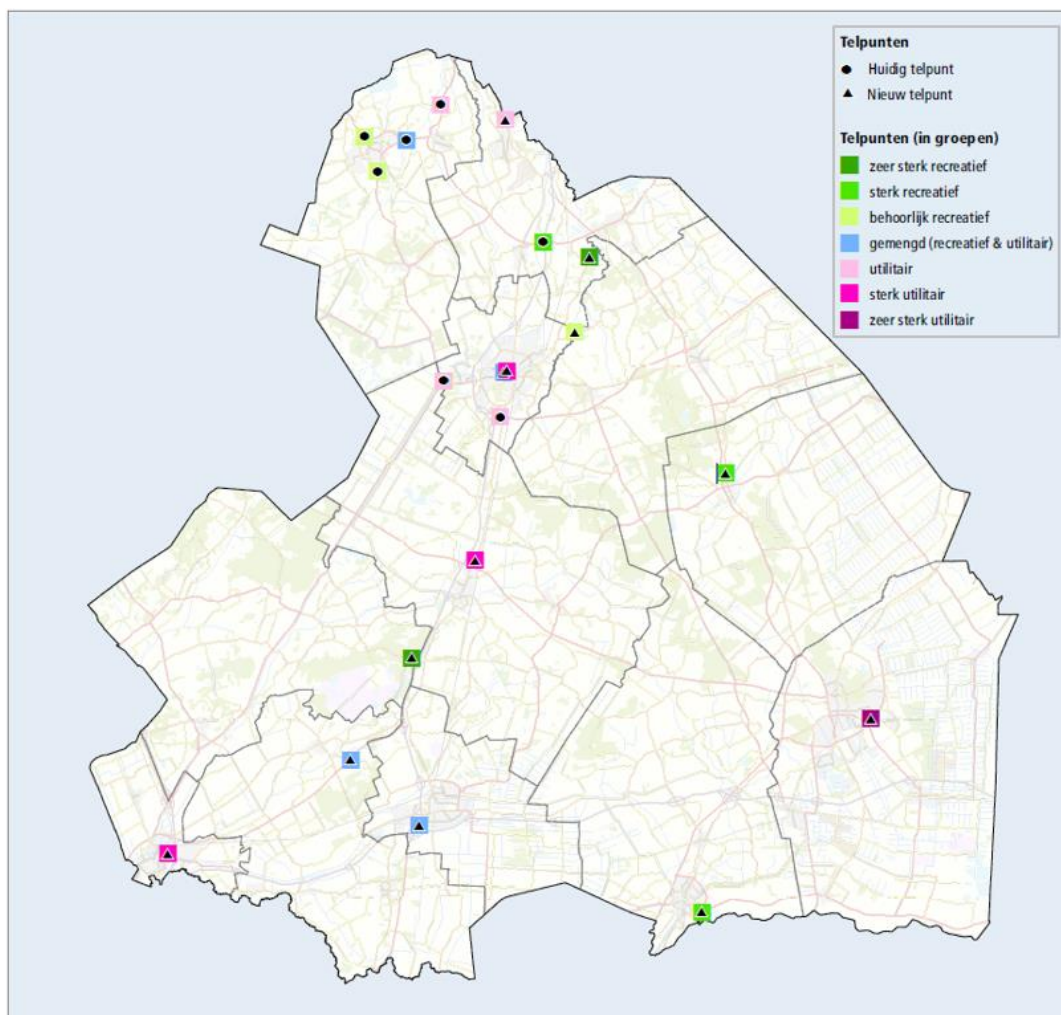 Telpunten
Huidig telpunt
Nieuw telpunt
Telpunten (in groepen)
zeer sterk recreatief
sterk recreatief
behoorlijk recreatief
gemengd (recreatief & utilitair)
utilitair
sterk utilitair
zeer sterk utilitair